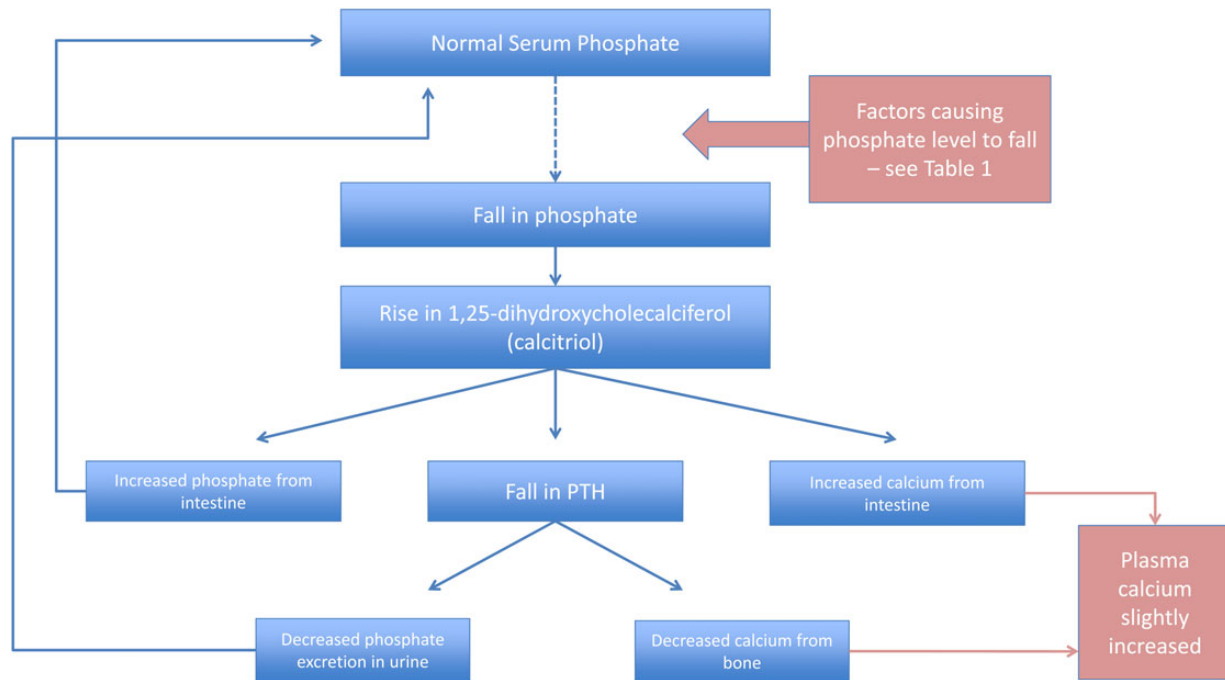 Normal Serum Phosphate
Factors causing
phosphate level to fall
– see Table 1
Fall in phosphate
Rise in 1,25-dihydroxycholecalciferol
(calcitriol)
Increased phosphate from
intestine
Fall in PTH
Increased calcium from
intestine
Plasma
calcium
slightly
increased
Decreased phosphate
excretion in urine
Decreased calcium from
bone